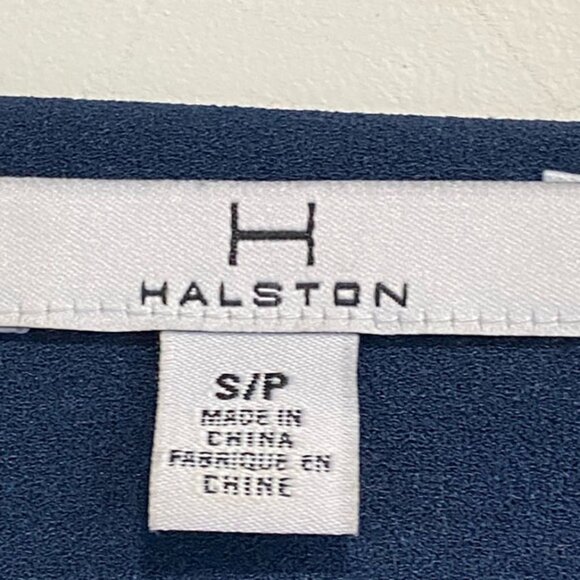 H
HALSTON
S/P
MADE IN
CHINA
FABRIQUE EN
CHINE